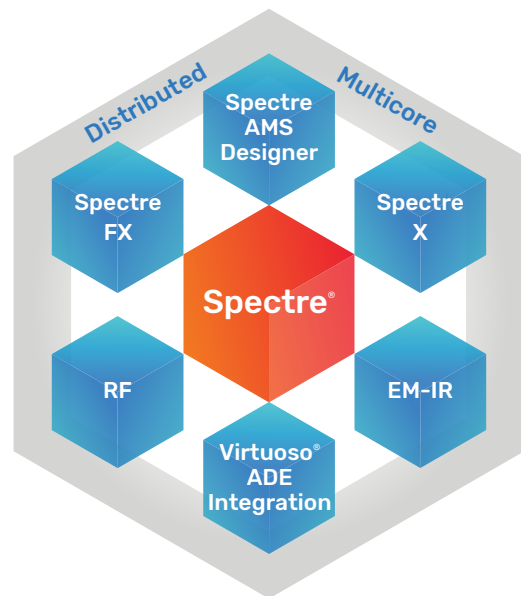 Distributed
Multicore
Spectre
AMS
Designer
Spectre
FX
Spectre
X
Spectre®
RF
EM-IR
Virtuoso®
ADE
Integration